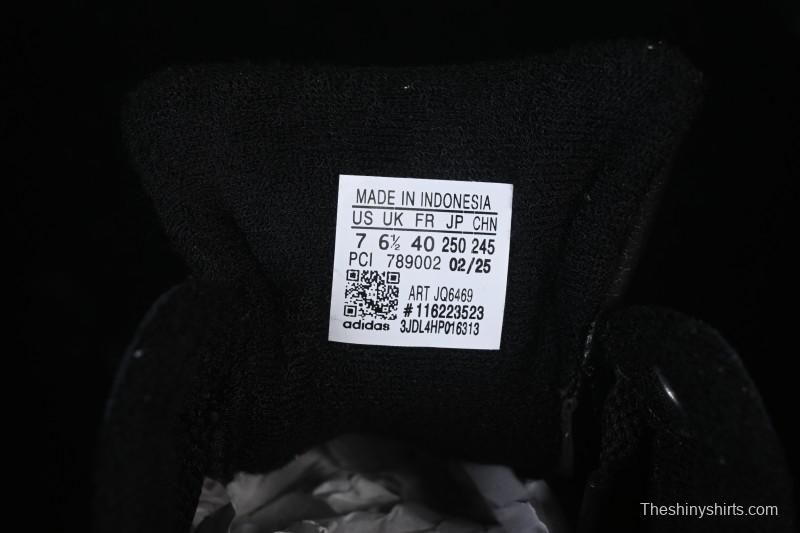 MADE IN INDONESIA
US UK FR JP CHN
7 6½ 40 250 245
PCI 789002 02/25
ART JQ6469
#116223523
adidas 3JDL4HP016313
Theshinyshirts.com